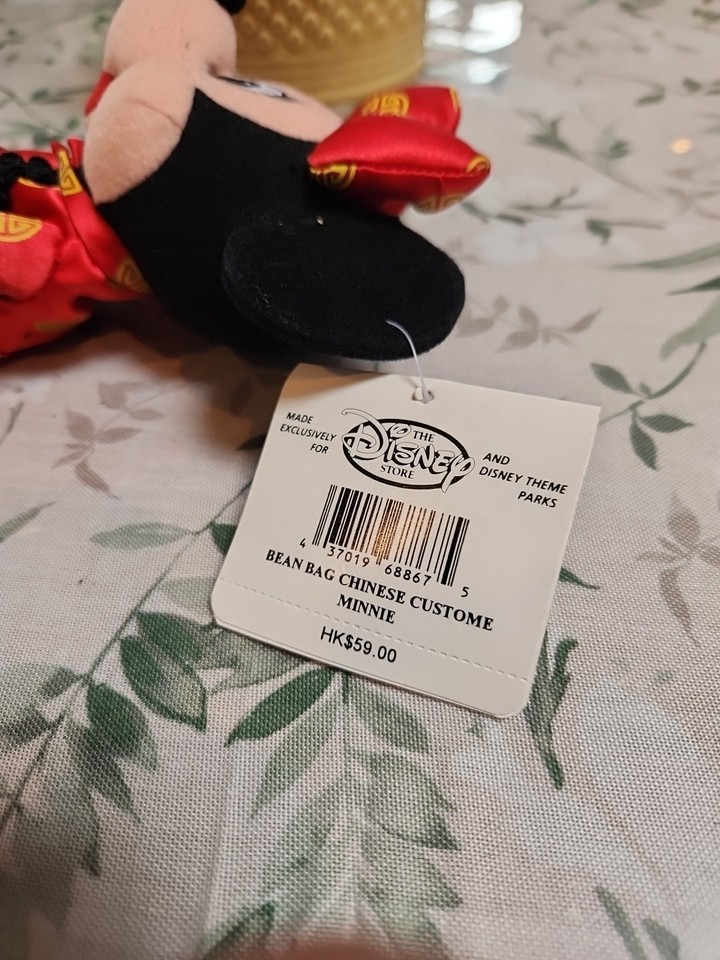 MADE
EXCLUSIVELY
FOR
THE
DISNEY
STORE
AND
DISNEY THEME
PARKS
4 37019 68867 5
BEAN BAG CHINESE CUSTOME
MINNIE
HK$59.00